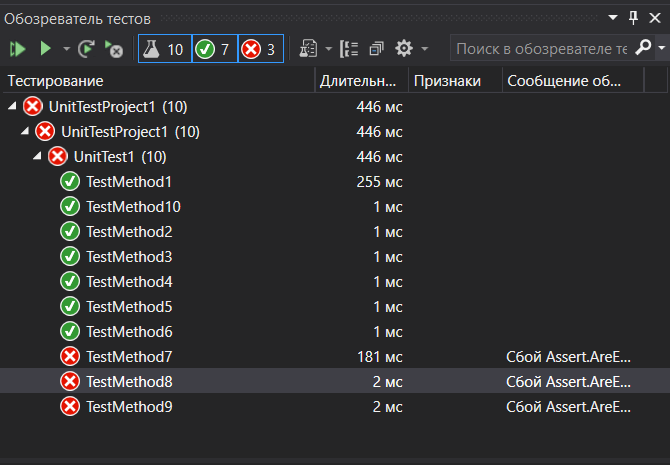 Обозреватель тестов
10 7 3 Поиск в обозревателе те
Тестирование Длительн... Признаки Сообщение об...
UnitTestProject1 (10) 446 мс
UnitTestProject1 (10) 446 мс
UnitTest1 (10) 446 мс
TestMethod1 255 мс
TestMethod10 1 мс
TestMethod2 1 мс
TestMethod3 1 мс
TestMethod4 1 мс
TestMethod5 1 мс
TestMethod6 1 мс
TestMethod7 181 мс Сбой Assert.AreE...
TestMethod8 2 мс Сбой Assert.AreE...
TestMethod9 2 мс Сбой Assert.AreE...